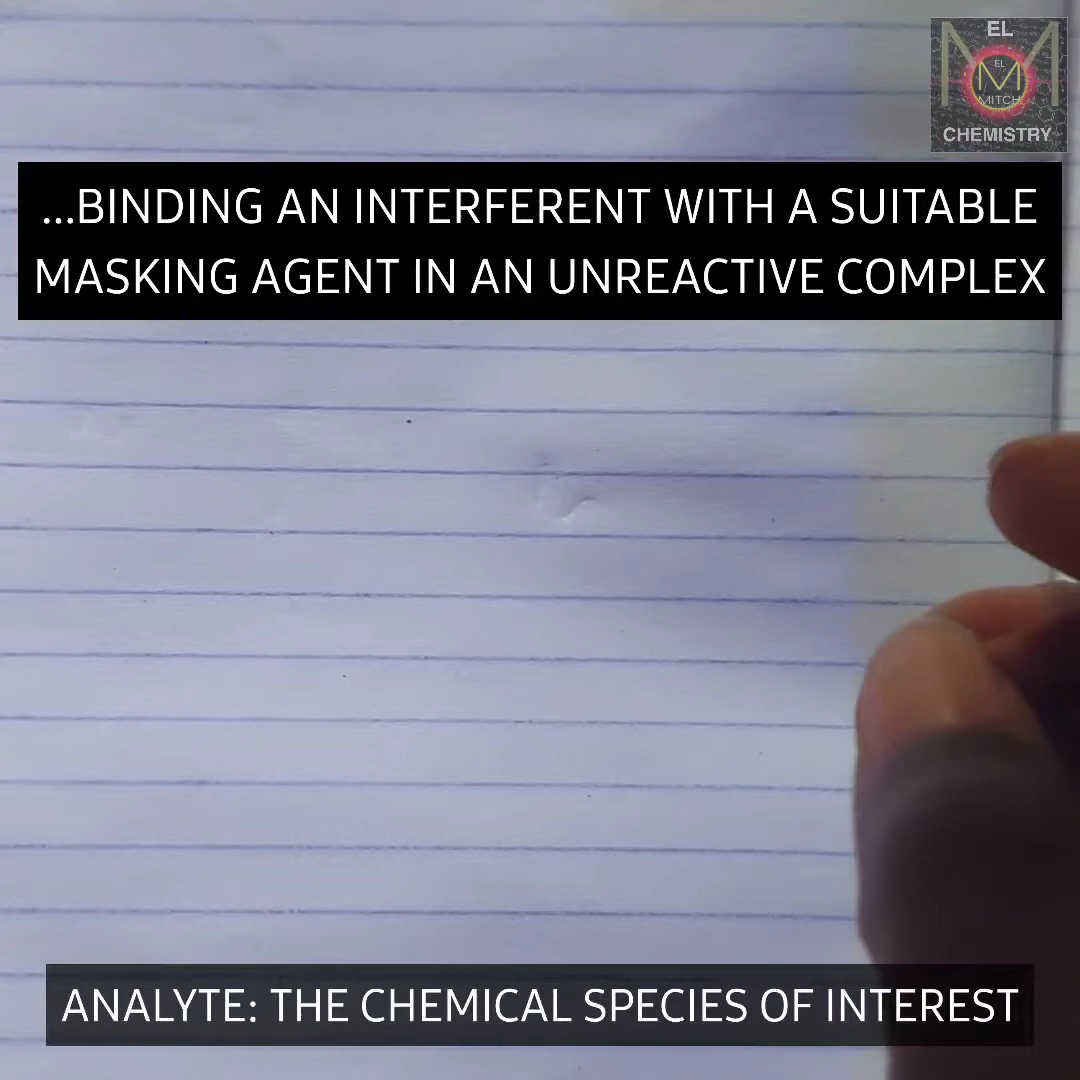 EL
EL
M
MITCH
CHEMISTRY
...BINDING AN INTERFERENT WITH A SUITABLE
MASKING AGENT IN AN UNREACTIVE COMPLEX
ANALYTE: THE CHEMICAL SPECIES OF INTEREST